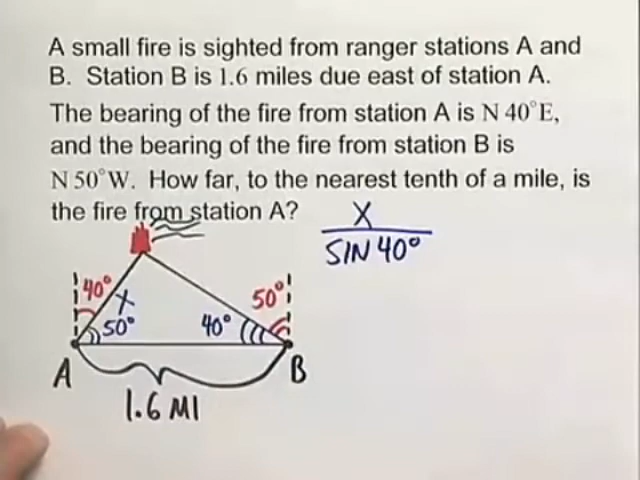 A small fire is sighted from ranger stations A and
B. Station B is 1.6 miles due east of station A.
The bearing of the fire from station A is N 40°E,
and the bearing of the fire from station B is
N 50°W. How far, to the nearest tenth of a mile, is
the fire from station A?
X
SIN 40°
40°
X
50°
50°
40°
A
B
1.6 MI